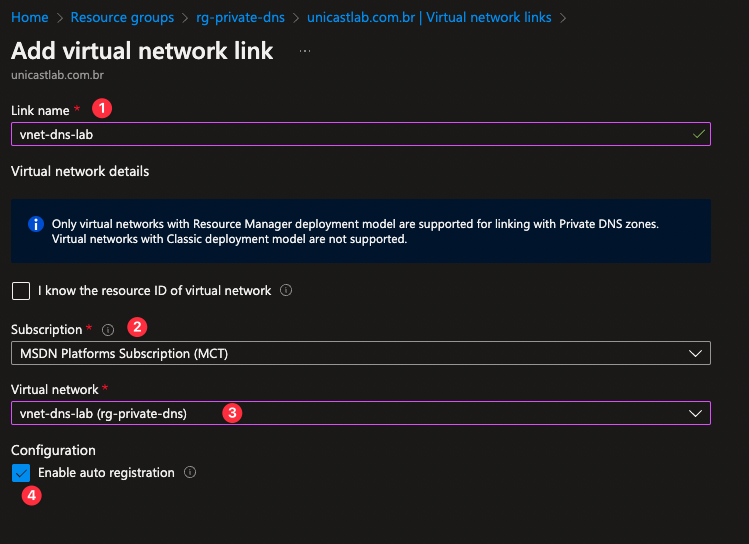 Home > Resource groups > rg-private-dns > unicastlab.com.br | Virtual network links >
Add virtual network link ...
unicastlab.com.br
Link name * 1
vnet-dns-lab
Virtual network details
Only virtual networks with Resource Manager deployment model are supported for linking with Private DNS zones.
Virtual networks with Classic deployment model are not supported.
I know the resource ID of virtual network
Subscription * 2
MSDN Platforms Subscription (MCT)
Virtual network *
vnet-dns-lab (rg-private-dns) 3
Configuration
Enable auto registration
4